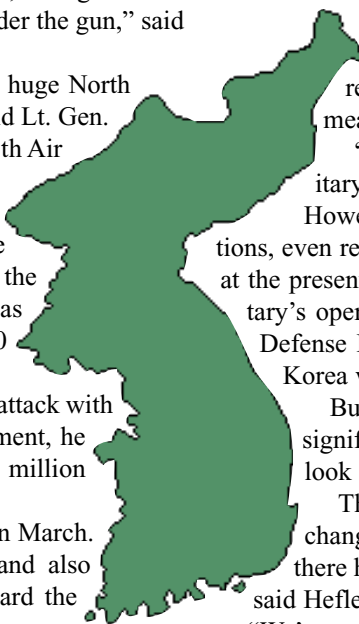 der the gun,” said
huge North
d Lt. Gen.
th Air
e
the
as
0
attack with
ment, he
million
n March.
and also
ard the
re
mea
“
itary
Howe
tions, even re
at the presen
tary’s oper
Defense
Korea
Bu
signif
look
Th
chang
there h
said Hefle